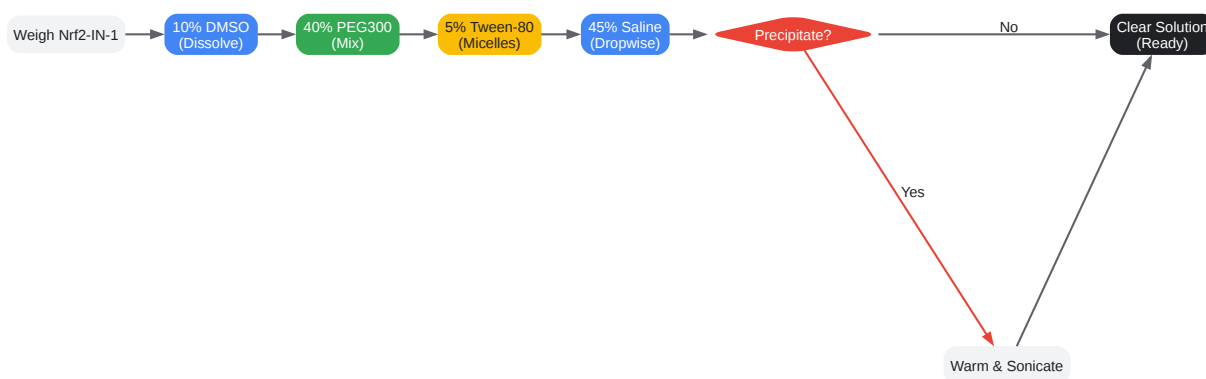 Weigh Nrf2-IN-1
10% DMSO
(Dissolve)
40% PEG300
(Mix)
5% Tween-80
(Micelles)
45% Saline
(Dropwise)
Precipitate?
No
Clear Solution
(Ready)
Yes
Warm & Sonicate